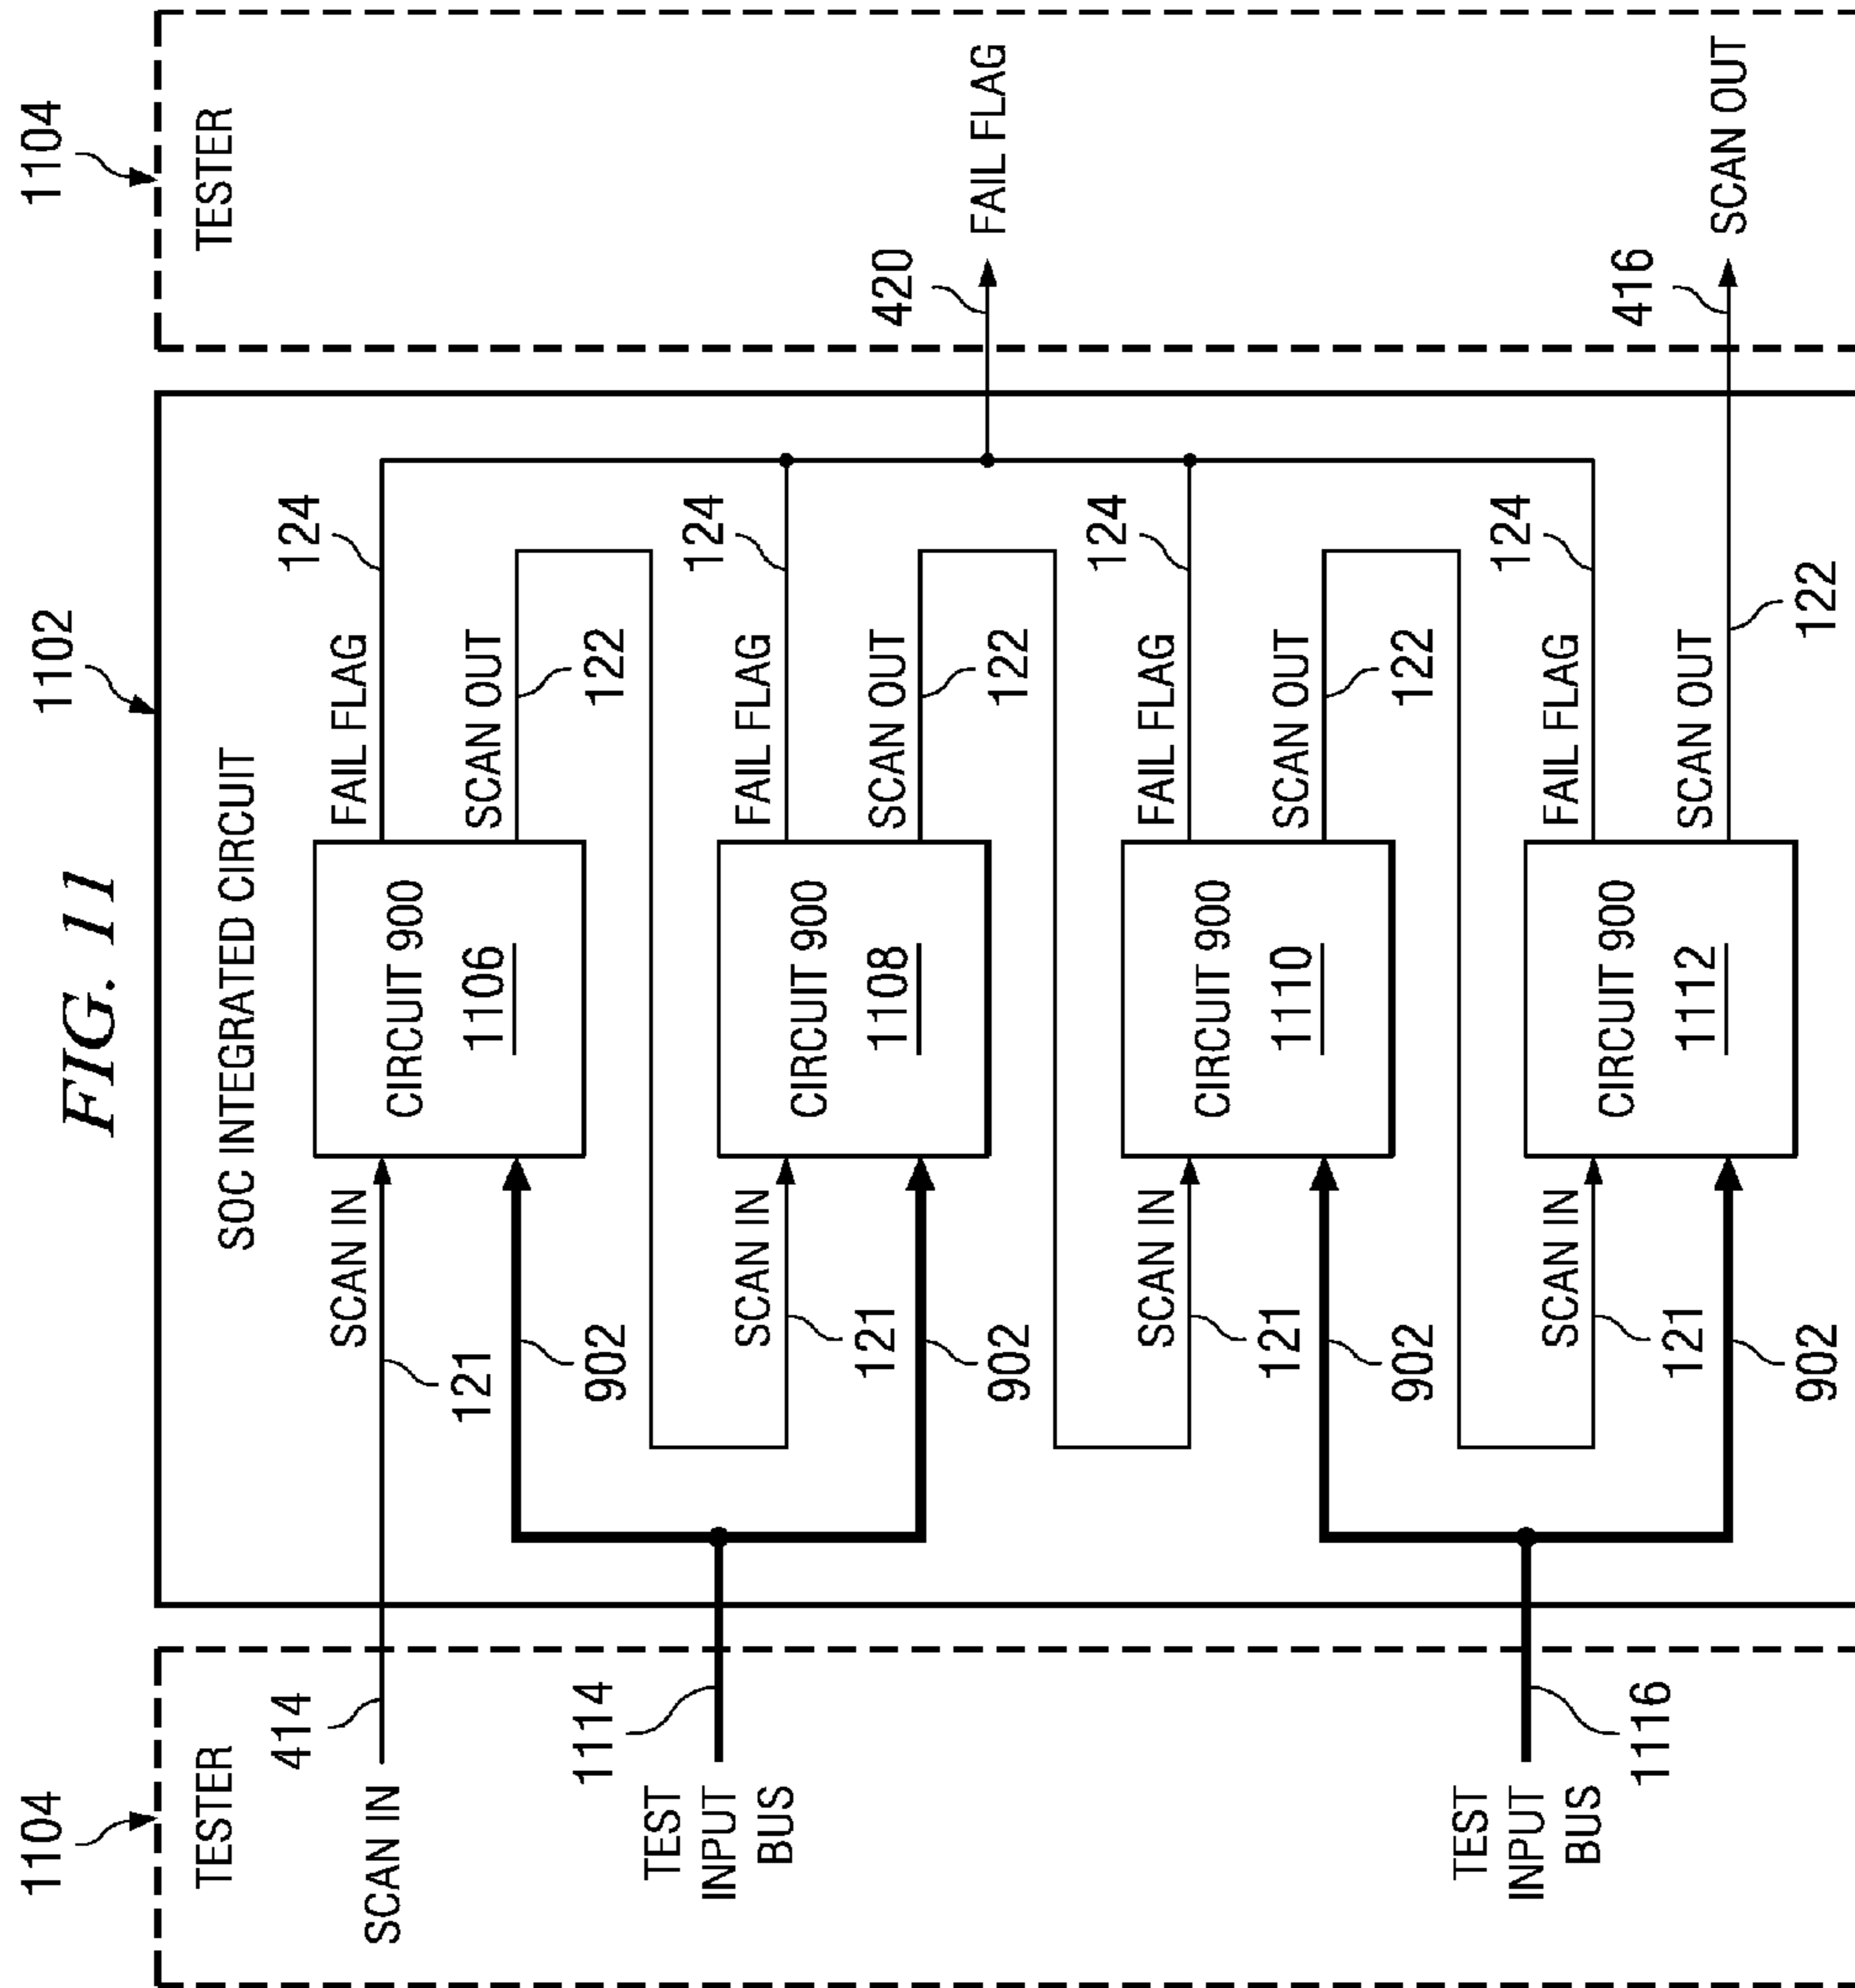 FIG. 11
1104
1102
1104
TESTER
SOC INTEGRATED CIRCUIT
TESTER
414
SCAN IN
SCAN IN
121
CIRCUIT 900
1106
FAIL FLAG
124
SCAN OUT
122
902
1114
TEST
INPUT
BUS
SCAN IN
121
CIRCUIT 900
1108
FAIL FLAG
124
SCAN OUT
122
902
420
FAIL FLAG
SCAN IN
121
CIRCUIT 900
1110
FAIL FLAG
124
SCAN OUT
122
902
TEST
INPUT
BUS
1116
SCAN IN
121
CIRCUIT 900
1112
FAIL FLAG
124
SCAN OUT
122
902
416
SCAN OUT